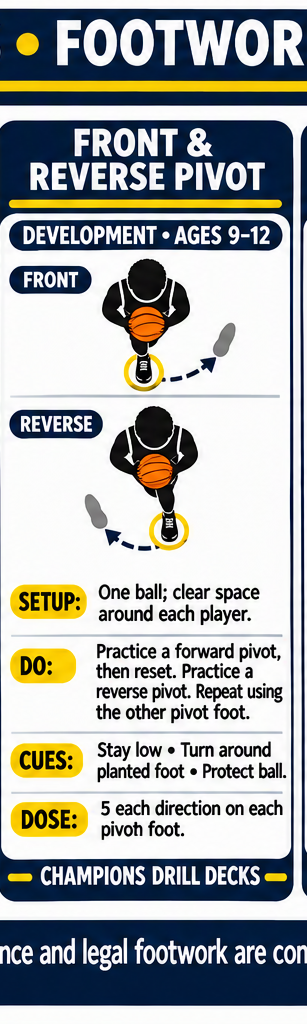 • FOOTWOR
FRONT &
REVERSE PIVOT
DEVELOPMENT • AGES 9–12
FRONT
REVERSE
SETUP: One ball; clear space
around each player.
DO: Practice a forward pivot,
then reset. Practice a
reverse pivot. Repeat using
the other pivot foot.
CUES: Stay low • Turn around
planted foot • Protect ball.
DOSE: 5 each direction on each
pivoh foot.
CHAMPIONS DRILL DECKS
nce and legal footwork are con